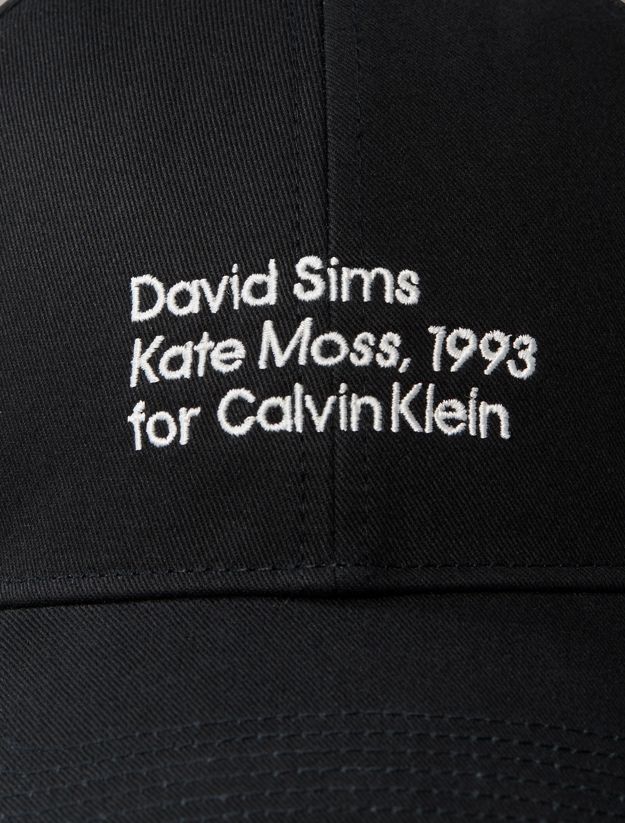 David Sims
Kate Moss, 1993
for Calvin Klein